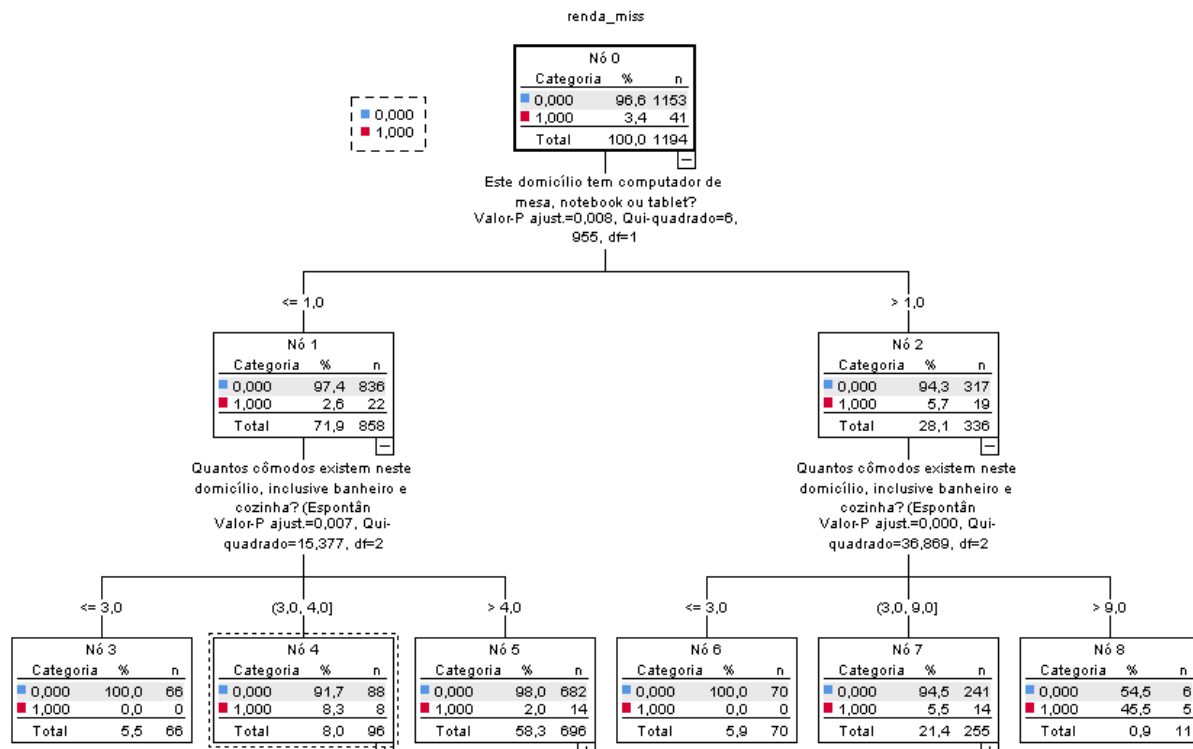 renda_miss
0,000
1,000
Nó 0
Categoria % n
0,000 96,6 1153
1,000 3,4 41
Total 100,0 1194
Este domicílio tem computador de
mesa, notebook ou tablet?
Valor-P ajust.=0,008, Qui-quadrado=6,
955, df=1
<= 1,0
> 1,0
Nó 1
Categoria % n
0,000 97,4 836
1,000 2,6 22
Total 71,9 858
Nó 2
Categoria % n
0,000 94,3 317
1,000 5,7 19
Total 28,1 336
Quantos cômodos existem neste
domicílio, inclusive banheiro e
cozinha? (Espontân
Valor-P ajust.=0,007, Qui-
quadrado=15,377, df=2
Quantos cômodos existem neste
domicílio, inclusive banheiro e
cozinha? (Espontân
Valor-P ajust.=0,000, Qui-
quadrado=36,869, df=2
<= 3,0
(3,0, 4,0]
> 4,0
<= 3,0
(3,0, 9,0]
> 9,0
Nó 3
Categoria % n
0,000 100,0 66
1,000 0,0 0
Total 5,5 66
Nó 4
Categoria % n
0,000 91,7 88
1,000 8,3 8
Total 8,0 96
Nó 5
Categoria % n
0,000 98,0 682
1,000 2,0 14
Total 58,3 696
Nó 6
Categoria % n
0,000 100,0 70
1,000 0,0 0
Total 5,9 70
Nó 7
Categoria % n
0,000 94,5 241
1,000 5,5 14
Total 21,4 255
Nó 8
Categoria % n
0,000 54,5 6
1,000 45,5 5
Total 0,9 11